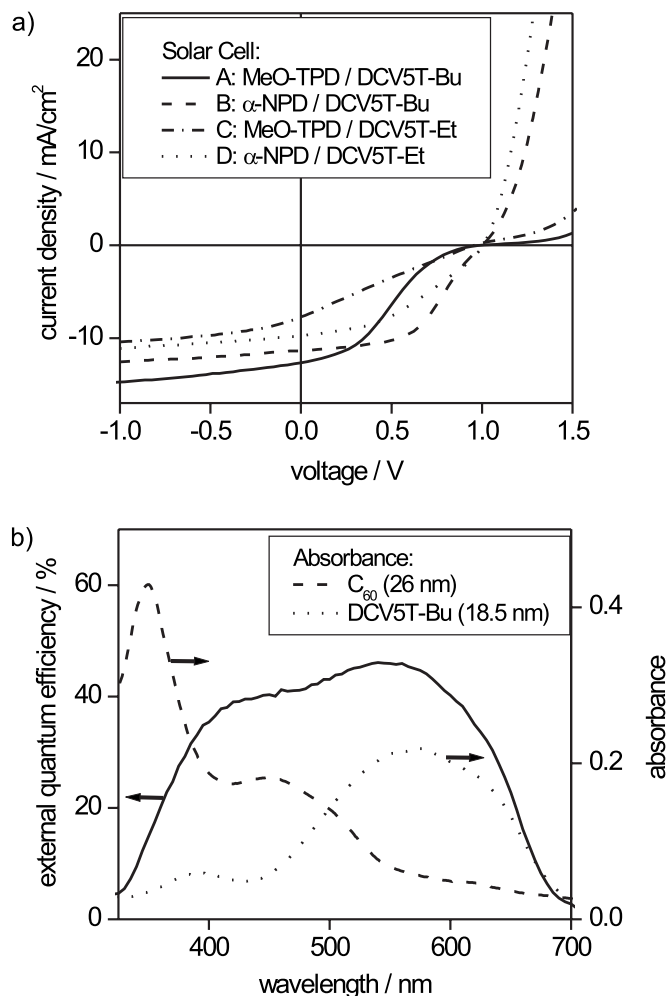 a)
Solar Cell:
A: MeO-TPD / DCV5T-Bu
B: α-NPD / DCV5T-Bu
C: MeO-TPD / DCV5T-Et
D: α-NPD / DCV5T-Et
current density / mA/cm²
20
10
0
-10
-1.0 -0.5 0.0 0.5 1.0 1.5
voltage / V
b)
Absorbance:
C₆₀ (26 nm)
DCV5T-Bu (18.5 nm)
external quantum efficiency / %
60
40
20
0
0.4
0.2
0.0
absorbance
400 500 600 700
wavelength / nm